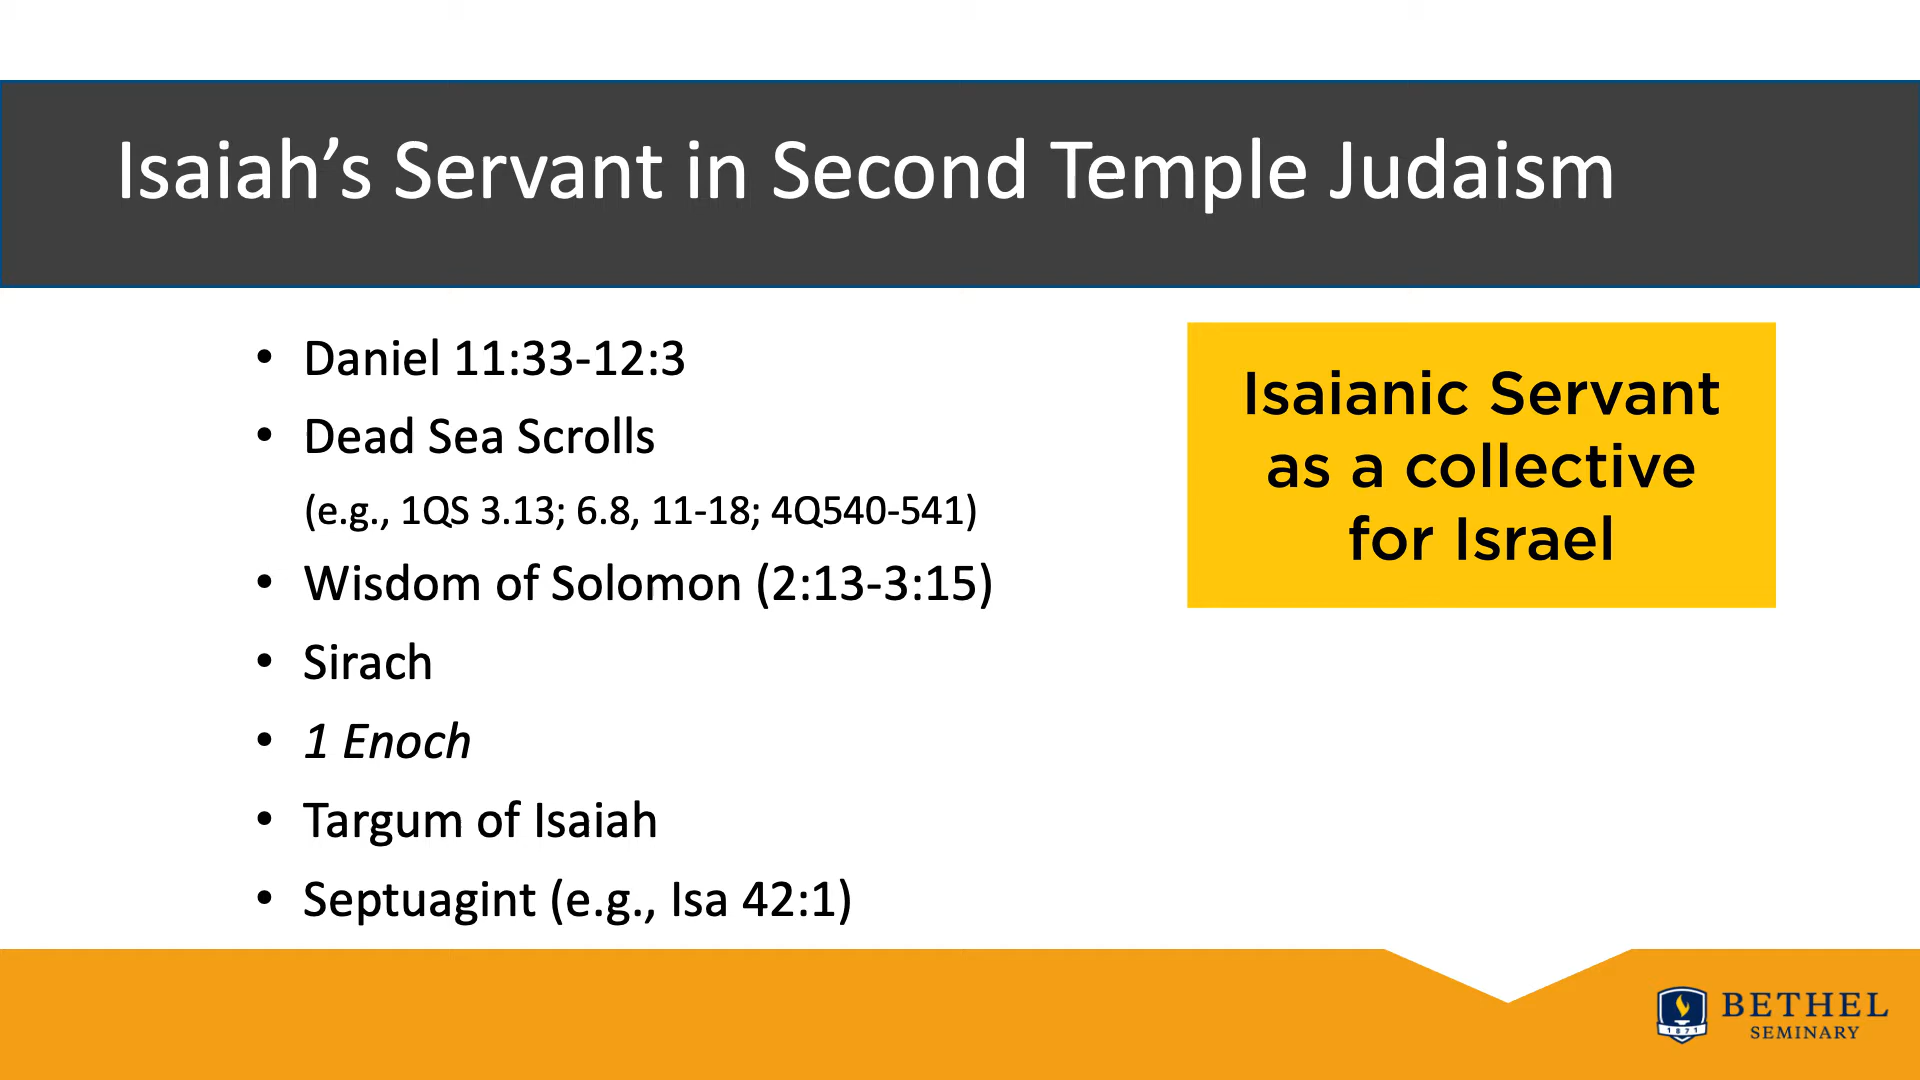 Isaiah’s Servant in Second Temple Judaism
• Daniel 11:33-12:3
• Dead Sea Scrolls
(e.g., 1QS 3.13; 6.8, 11-18; 4Q540-541)
• Wisdom of Solomon (2:13-3:15)
• Sirach
• 1 Enoch
• Targum of Isaiah
• Septuagint (e.g., Isa 42:1)
Isaianic Servant
as a collective
for Israel
1871
BETHEL
SEMINARY